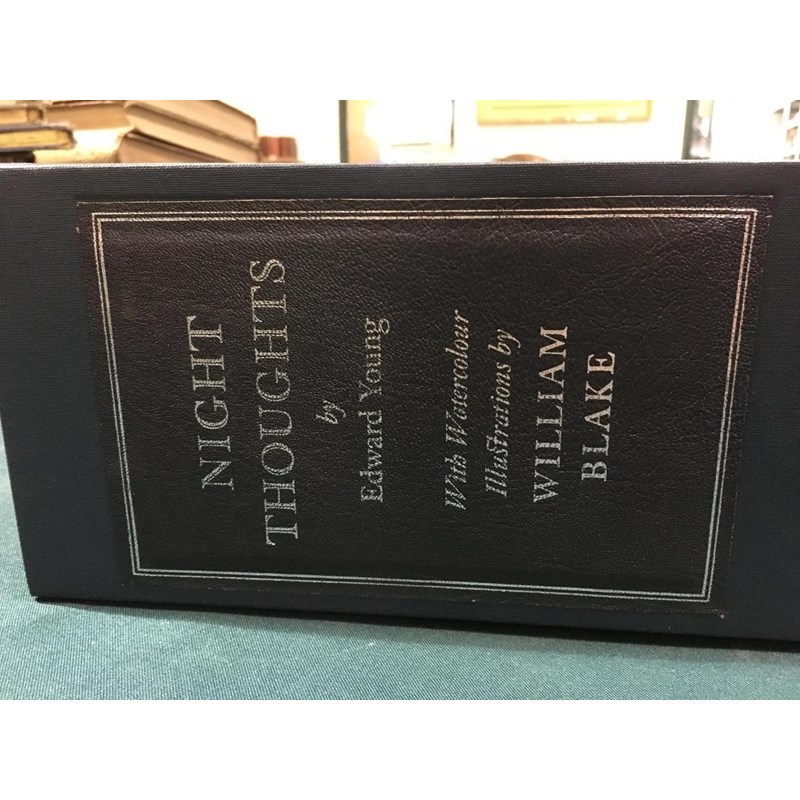 NIGHT
THOUGHTS
by
Edward Young
With Watercolour
Illustrations by
WILLIAM
BLAKE